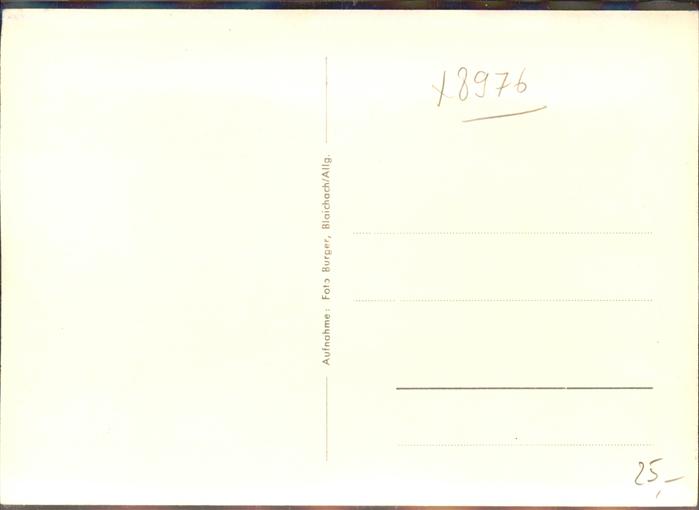 x8976
Aufnahme: Foto Burger, Blaichach/Allg.
25,–